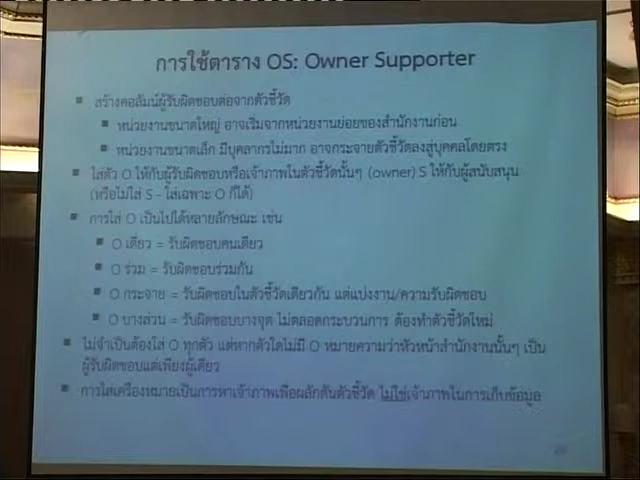 การใช้ตาราง OS: Owner Supporter
สร้างคอลัมน์ผู้รับผิดชอบต่อจากตัวชี้วัด
หน่วยงานขนาดใหญ่ อาจเริ่มจากหน่วยงานย่อยของสำนักงานก่อน
หน่วยงานขนาดเล็ก มีบุคลากรไม่มาก อาจกระจายตัวชี้วัดลงสู่บุคคลโดยตรง
ใส่ตัว O ให้กับผู้รับผิดชอบหรือเจ้าภาพในตัวชี้วัดนั้นๆ (owner) S ให้กับผู้สนับสนุน
(หรือไม่ใส่ S – ใส่เฉพาะ O ก็ได้)
การใส่ O เป็นไปได้หลายลักษณะ เช่น
O เดี่ยว = รับผิดชอบคนเดียว
O ร่วม = รับผิดชอบร่วมกัน
O กระจาย = รับผิดชอบในตัวชี้วัดเดียวกัน แต่แบ่งงาน/ความรับผิดชอบ
O บางส่วน = รับผิดชอบบางจุด ไม่ตลอดกระบวนการ ต้องทำตัวชี้วัดใหม่
ไม่จำเป็นต้องใส่ O ทุกตัว แต่หากตัวใดไม่มี O หมายความว่าหัวหน้าสำนักงานนั้นๆ เป็น
ผู้รับผิดชอบแต่เพียงผู้เดียว
การใส่เครื่องหมายเป็นการหาเจ้าภาพเพื่อผลักดันตัวชี้วัด ไม่ใช่เจ้าภาพในการเก็บข้อมูล